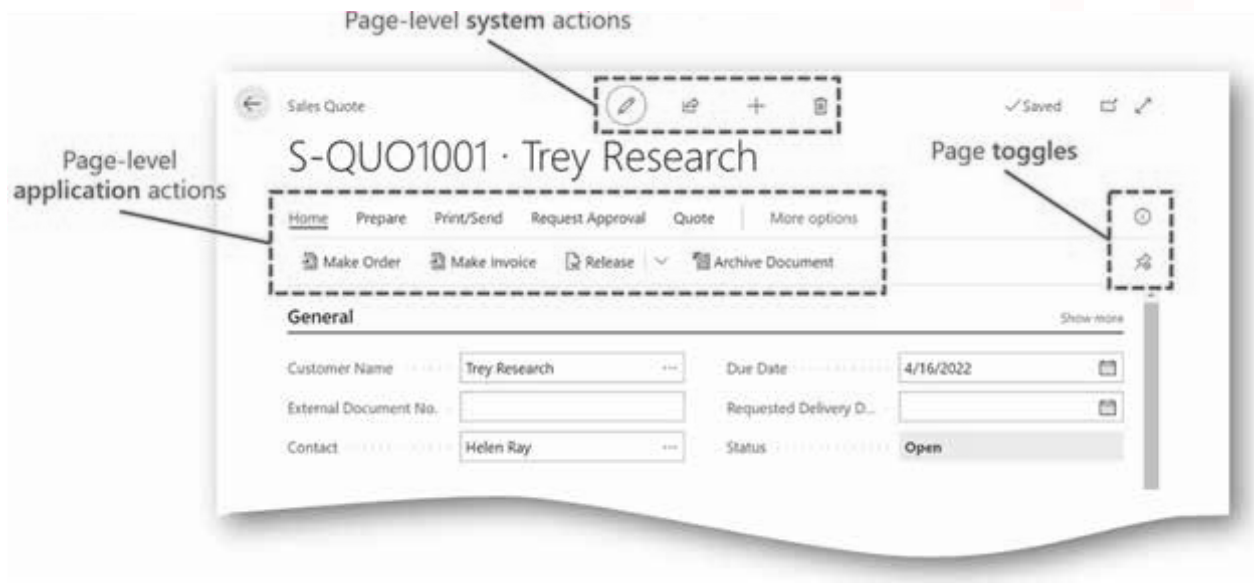 Page-level system actions
Sales Quote
Saved
S-QUO1001 · Trey Research
Page-level
application actions
Page toggles
Home Prepare Print/Send Request Approval Quote More options
Make Order Make Invoice Release Archive Document
General Show more
Customer Name Trey Research Due Date 4/16/2022
External Document No. Requested Delivery D...
Contact Helen Ray Status Open